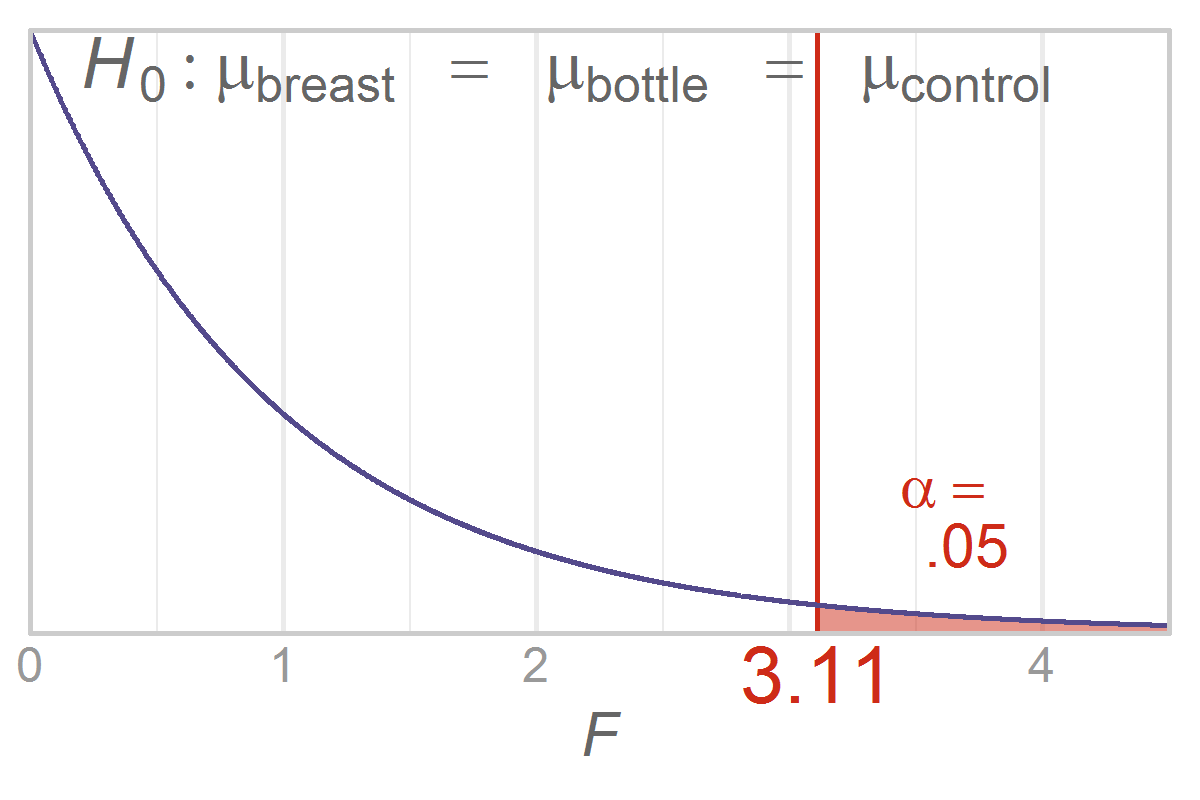 H0 : μbreast = μbottle = μcontrol
α =
.05
0 1 2 3.11 4
F